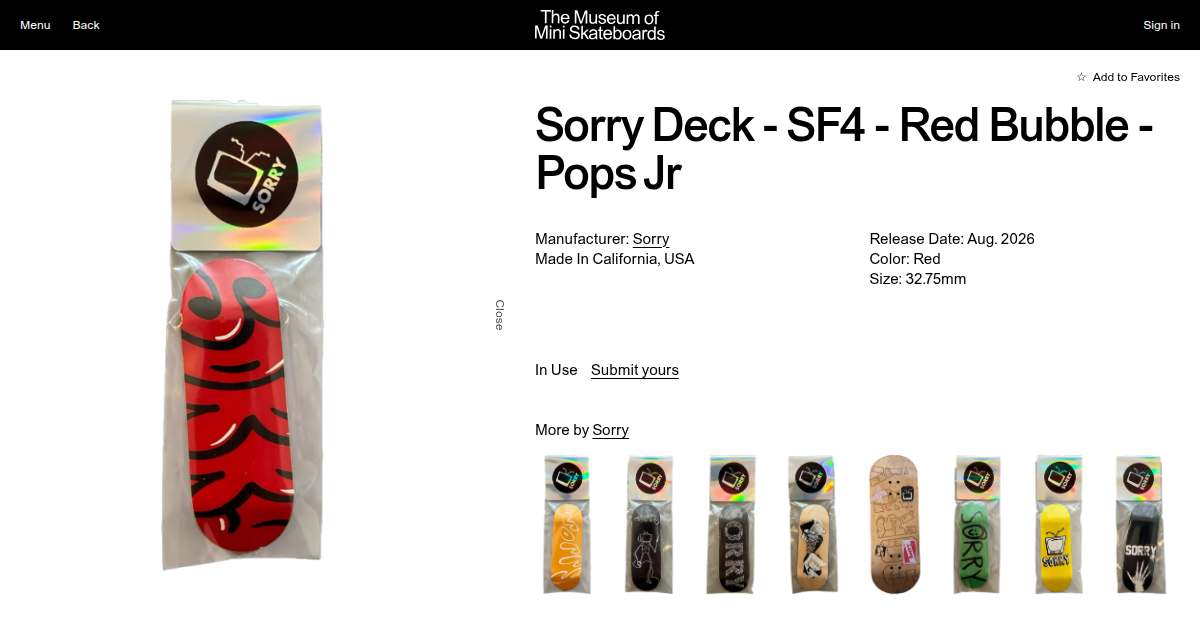 Menu
Back
The Museum of
Mini Skateboards
Sign in
☆ Add to Favorites
SORRY
Close
Sorry Deck - SF4 - Red Bubble -
Pops Jr
Manufacturer: Sorry
Made In California, USA
Release Date: Aug. 2026
Color: Red
Size: 32.75mm
In Use
Submit yours
More by Sorry
SORRY
SORRY
SORRY
SORRY